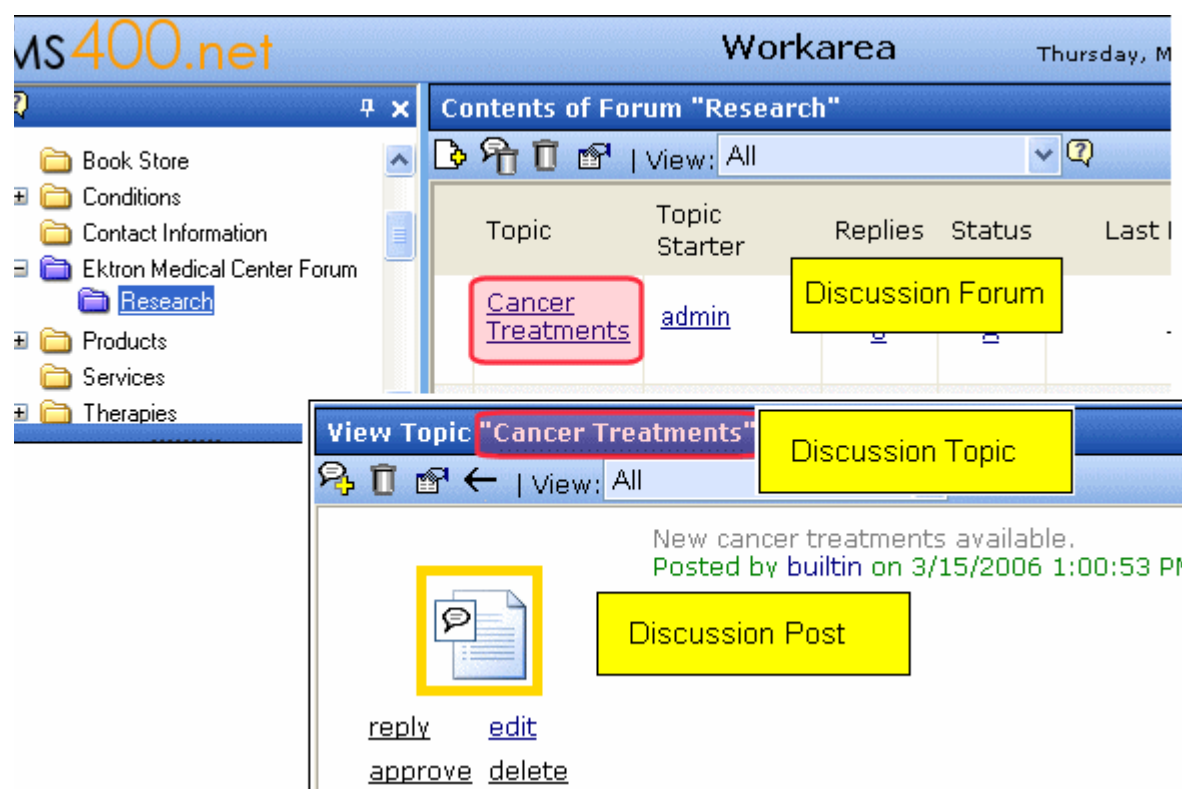 MS400.net
Workarea
Thursday, M
Contents of Forum "Research"
Book Store
Conditions
Contact Information
Ektron Medical Center Forum
Research
Products
Services
Therapies
| View: All
Topic
Topic
Starter
Replies
Status
Last
Cancer
Treatments
admin
Discussion Forum
View Topic "Cancer Treatments"
Discussion Topic
| View: All
New cancer treatments available.
Posted by builtin on 3/15/2006 1:00:53 PM
Discussion Post
reply edit
approve delete